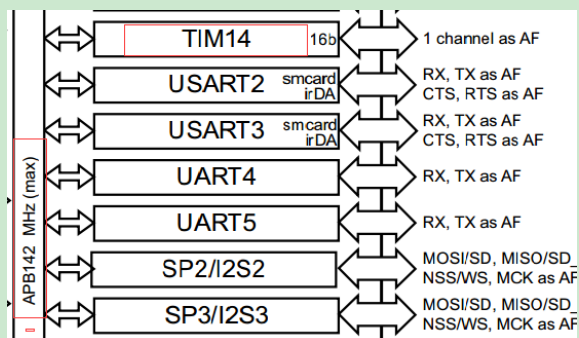 TIM14 16b 1 channel as AF
USART2 smcard irDA RX, TX as AF
CTS, RTS as AF
USART3 smcard irDA RX, TX as AF
CTS, RTS as AF
UART4 RX, TX as AF
UART5 RX, TX as AF
SP2/I2S2 MOSI/SD, MISO/SD_
NSS/WS, MCK as AF
SP3/I2S3 MOSI/SD, MISO/SD_
NSS/WS, MCK as AF
APB142 MHz (max)